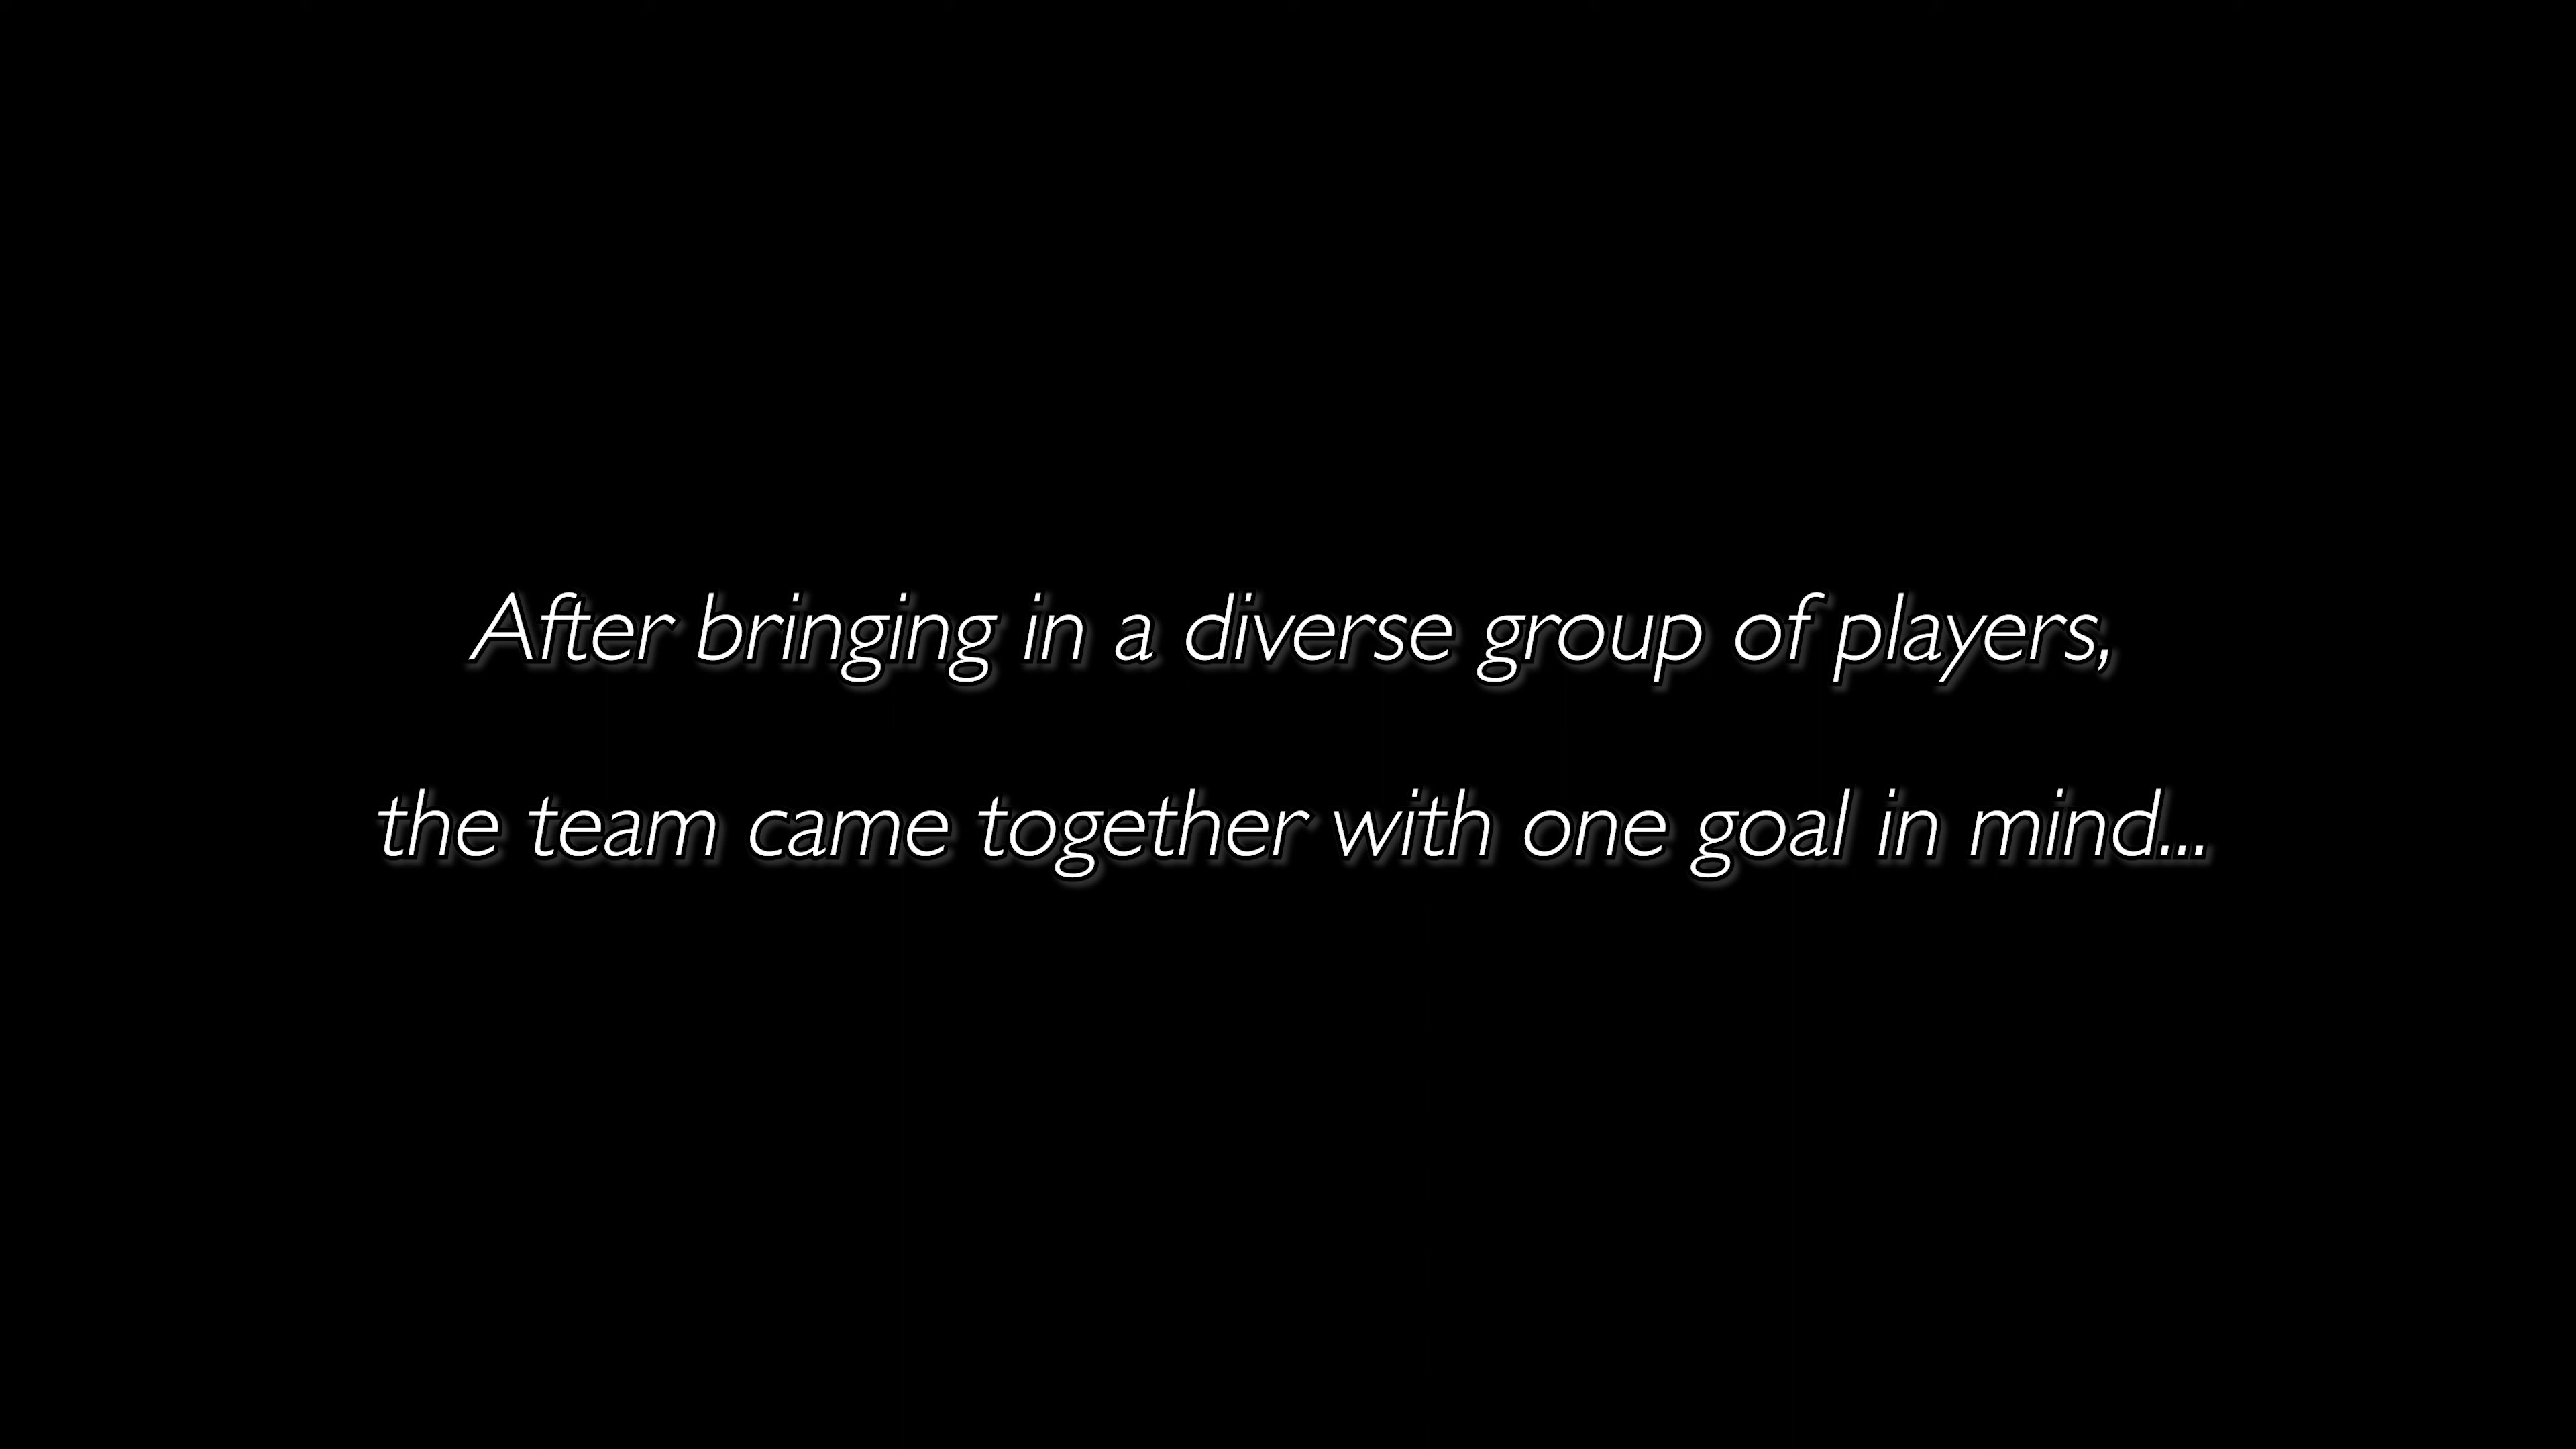 After bringing in a diverse group of players,
the team came together with one goal in mind...